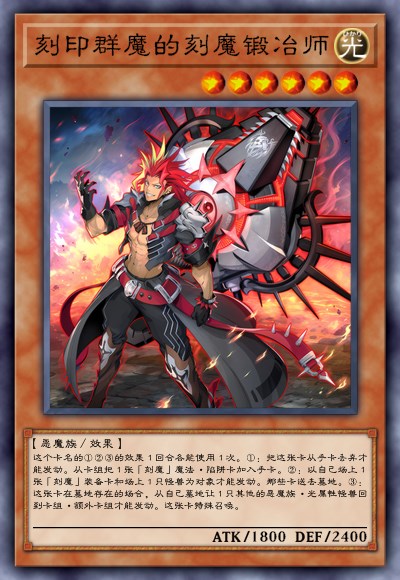 刻印群魔的刻魔锻冶师
光
ひかり
【恶魔族／效果】
这个卡名的①②③的效果1回合各能使用1次。①：把这张卡从手卡丢弃才
能发动。从卡组把1张「刻魔」魔法·陷阱卡加入手卡。②：以自己场上1
张「刻魔」装备卡和场上1只怪兽为对象才能发动。那些卡送去墓地。③：
这张卡在墓地存在的场合，从自己墓地让1只其他的恶魔族·光属性怪兽回
到卡组·额外卡组才能发动。这张卡特殊召唤。
ATK/1800 DEF/2400